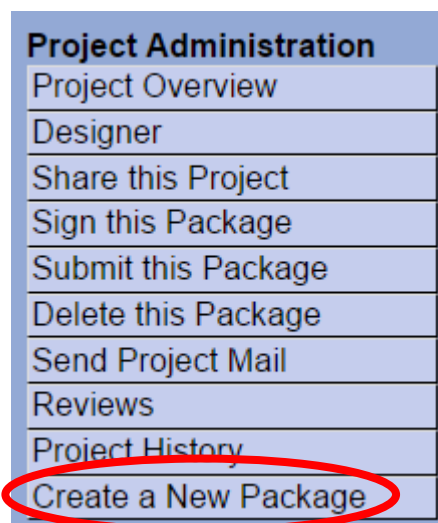 Project Administration
Project Overview
Designer
Share this Project
Sign this Package
Submit this Package
Delete this Package
Send Project Mail
Reviews
Project History
Create a New Package